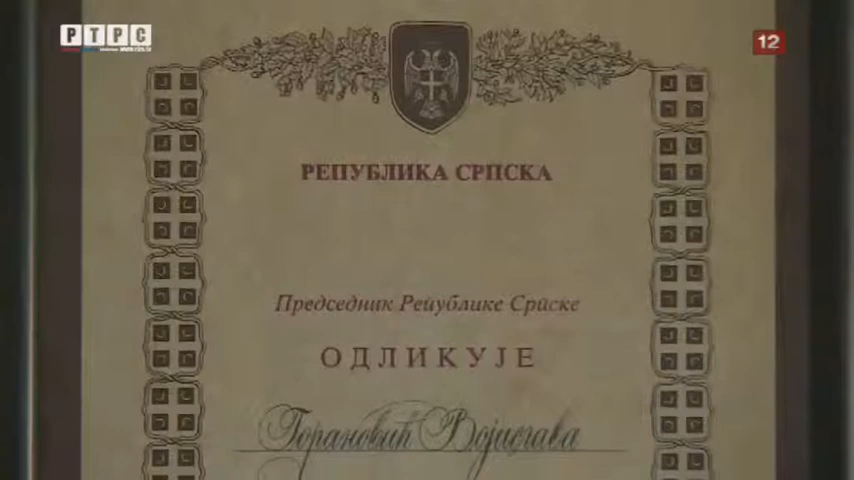 РТРС
12
РЕПУБЛИКА СРПСКА
Председник Републике Српске
ОДЛИКУЈЕ
Горановић Војислава